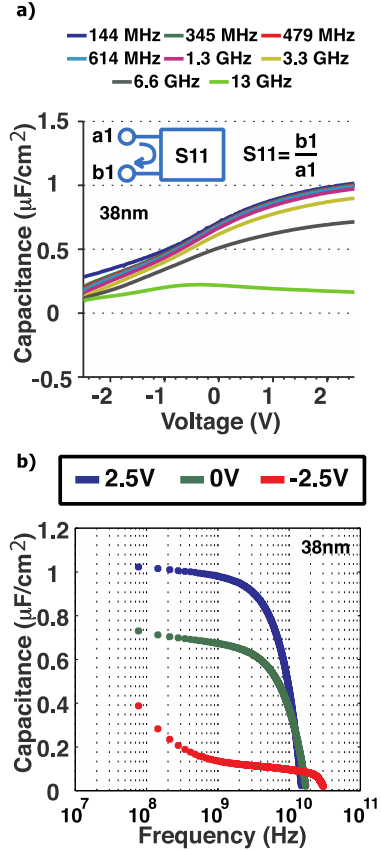 a)
144 MHz 345 MHz 479 MHz
614 MHz 1.3 GHz 3.3 GHz
6.6 GHz 13 GHz
Capacitance (µF/cm²)
1.5
1
0.5
0
-0.5
a1
b1
S11
S11= b1/a1
38nm
-2 -1 0 1 2
Voltage (V)
b)
2.5V 0V -2.5V
Capacitance (µF/cm²)
38nm
1.2
1
0.8
0.6
0.4
0.2
0
10⁷ 10⁸ 10⁹ 10¹⁰ 10¹¹
Frequency (Hz)